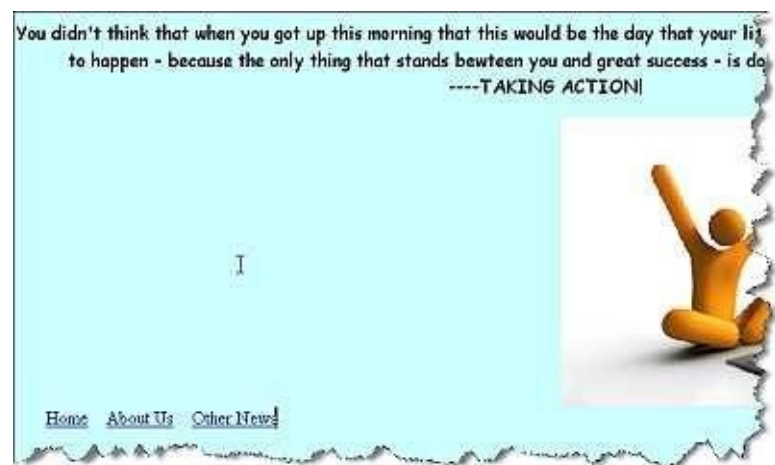 You didn't think that when you got up this morning that this would be the day that your
to happen - because the only thing that stands bewteen you and great success - is
----TAKING ACTION
Home About Us Other News